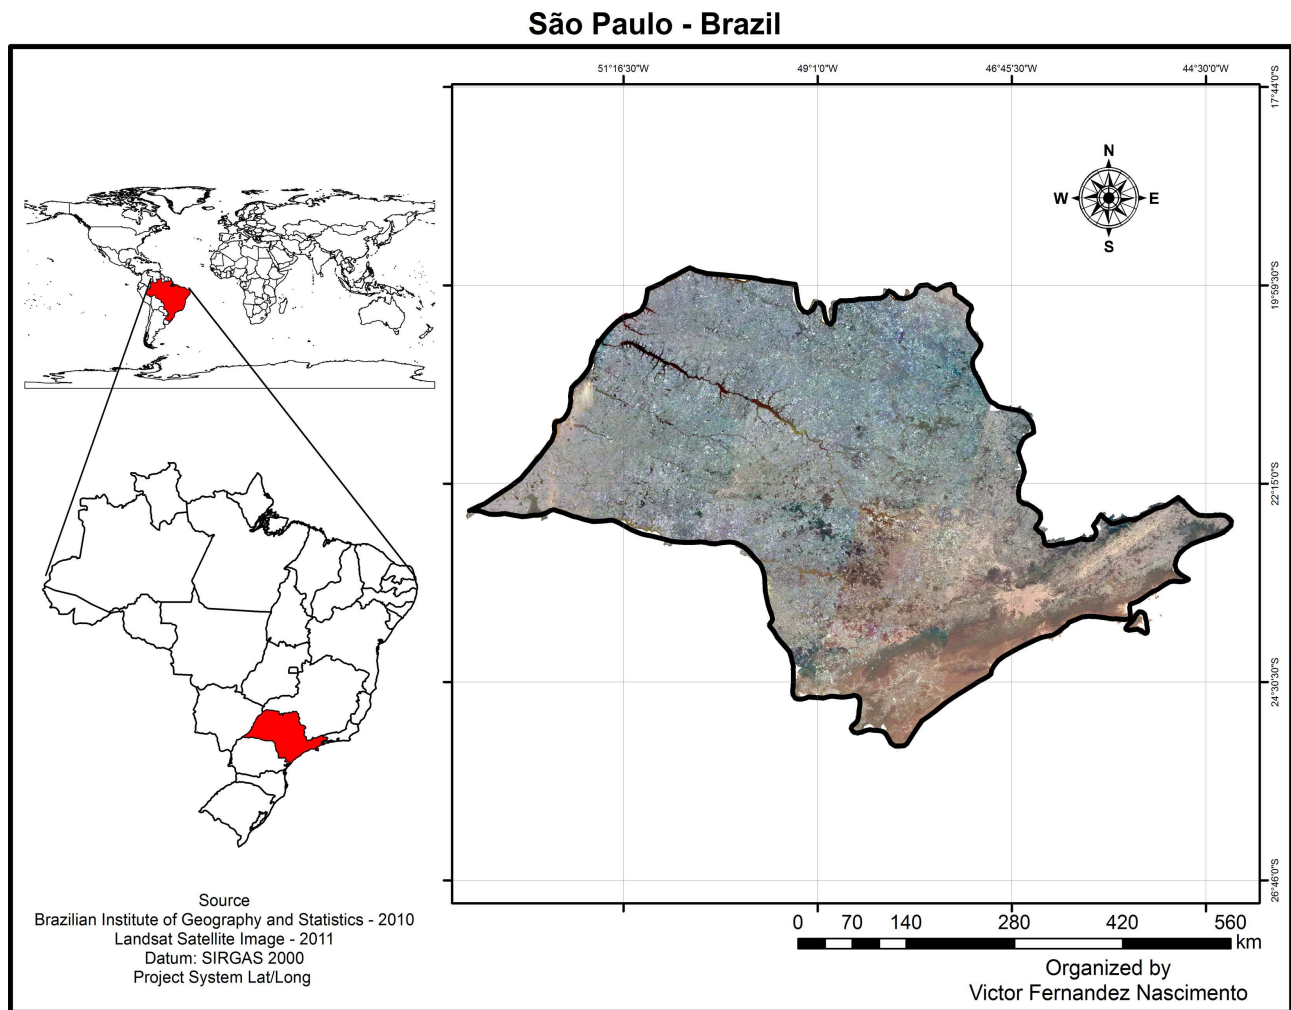 São Paulo - Brazil
51°16'30"W 49°1'0"W 46°45'30"W 44°30'0"W
17°44'0"S
N
W E
S
19°59'30"S
22°15'0"S
24°30'30"S
26°46'0"S
Source
Brazilian Institute of Geography and Statistics - 2010
Landsat Satellite Image - 2011
Datum: SIRGAS 2000
Project System Lat/Long
0 70 140 280 420 560
km
Organized by
Victor Fernandez Nascimento